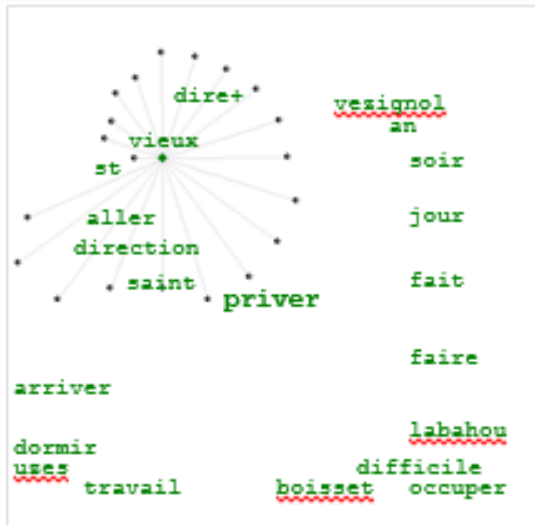 dire+
vezignol
an
vieux
soir
st
aller
jour
direction
saint
fait
priver
faire
arriver
labahou
dormir
uzes
difficile
travail
boisset
occuper